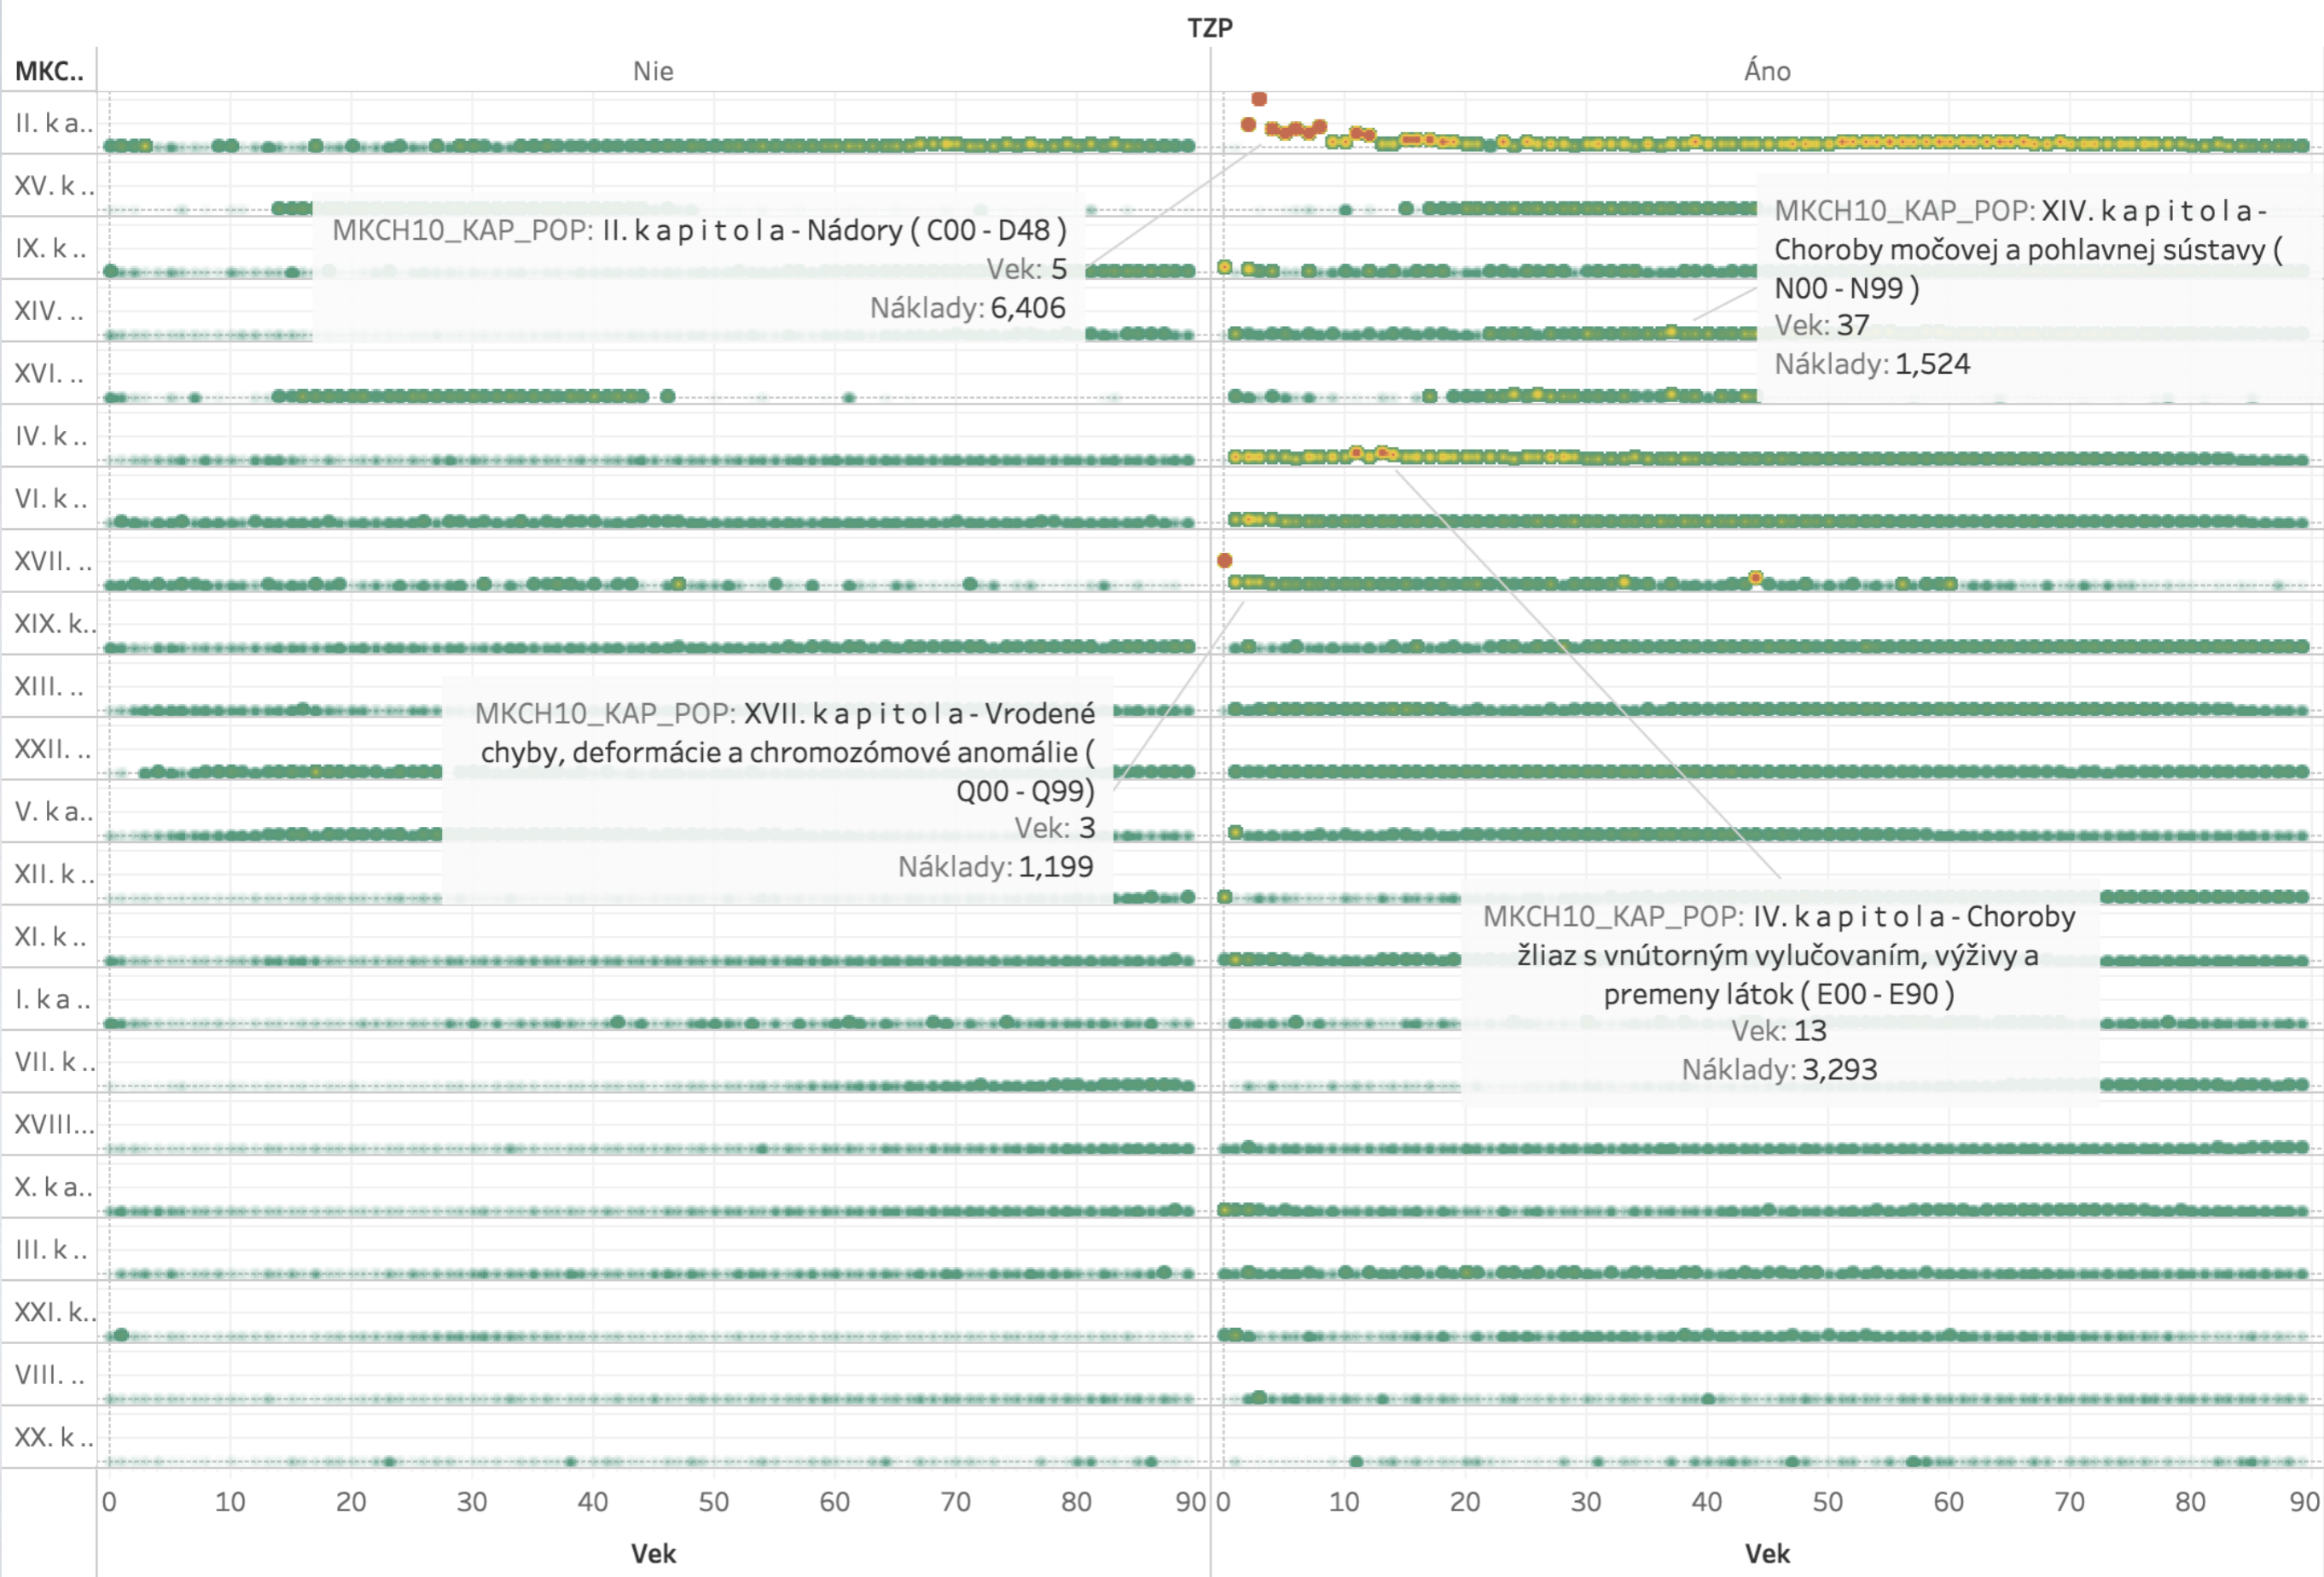 TZP
MKC..
Nie
Áno
II. k a..
XV. k ..
IX. k ..
XIV. ..
XVI. ..
IV. k ..
VI. k ..
XVII. ..
XIX. k..
XIII. ..
XXII. ..
V. k a..
XII. k ..
XI. k ..
I. k a ..
VII. k ..
XVIII...
X. k a..
III. k ..
XXI. k..
VIII. ..
XX. k ..
MKCH10_KAP_POP: II. k a p i t o l a - Nádory ( C00 - D48 )
Vek: 5
Náklady: 6,406
MKCH10_KAP_POP: XIV. k a p i t o l a -
Choroby močovej a pohlavnej sústavy (
N00 - N99 )
Vek: 37
Náklady: 1,524
MKCH10_KAP_POP: XVII. k a p i t o l a - Vrodené
chyby, deformácie a chromozómové anomálie (
Q00 - Q99)
Vek: 3
Náklady: 1,199
MKCH10_KAP_POP: IV. k a p i t o l a - Choroby
žliaz s vnútorným vylučovaním, výživy a
premeny látok ( E00 - E90 )
Vek: 13
Náklady: 3,293
0 10 20 30 40 50 60 70 80 90 0 10 20 30 40 50 60 70 80 90
Vek
Vek